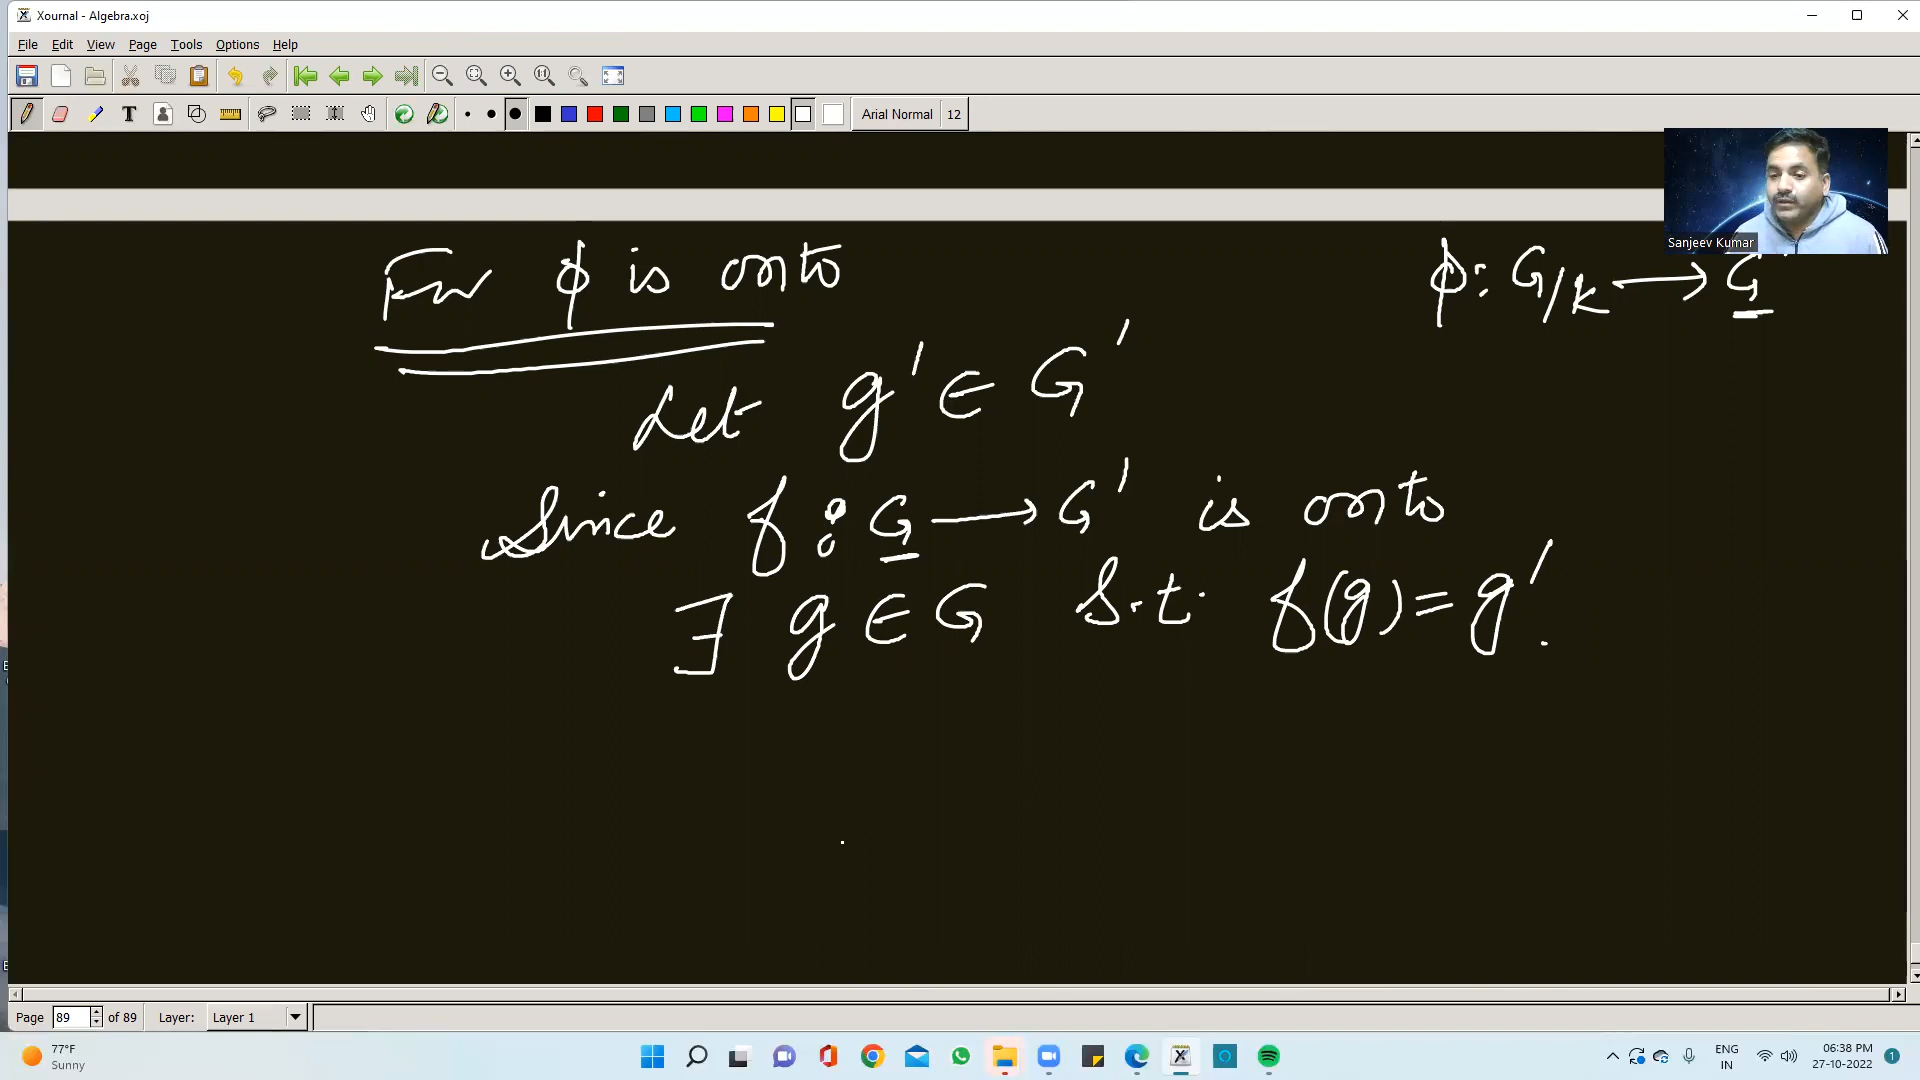 Xournal - Algebra.xoj
File Edit View Page Tools Options Help
Arial Normal 12
Sanjeev Kumar
For φ is onto
φ: G/K → G'
Let g' ∈ G'
Since f : G → G' is onto
∃ g ∈ G S.t. f(g) = g'.
Page 89 of 89 Layer: Layer 1
77°F
Sunny
ENG
IN
06:38 PM
27-10-2022
1